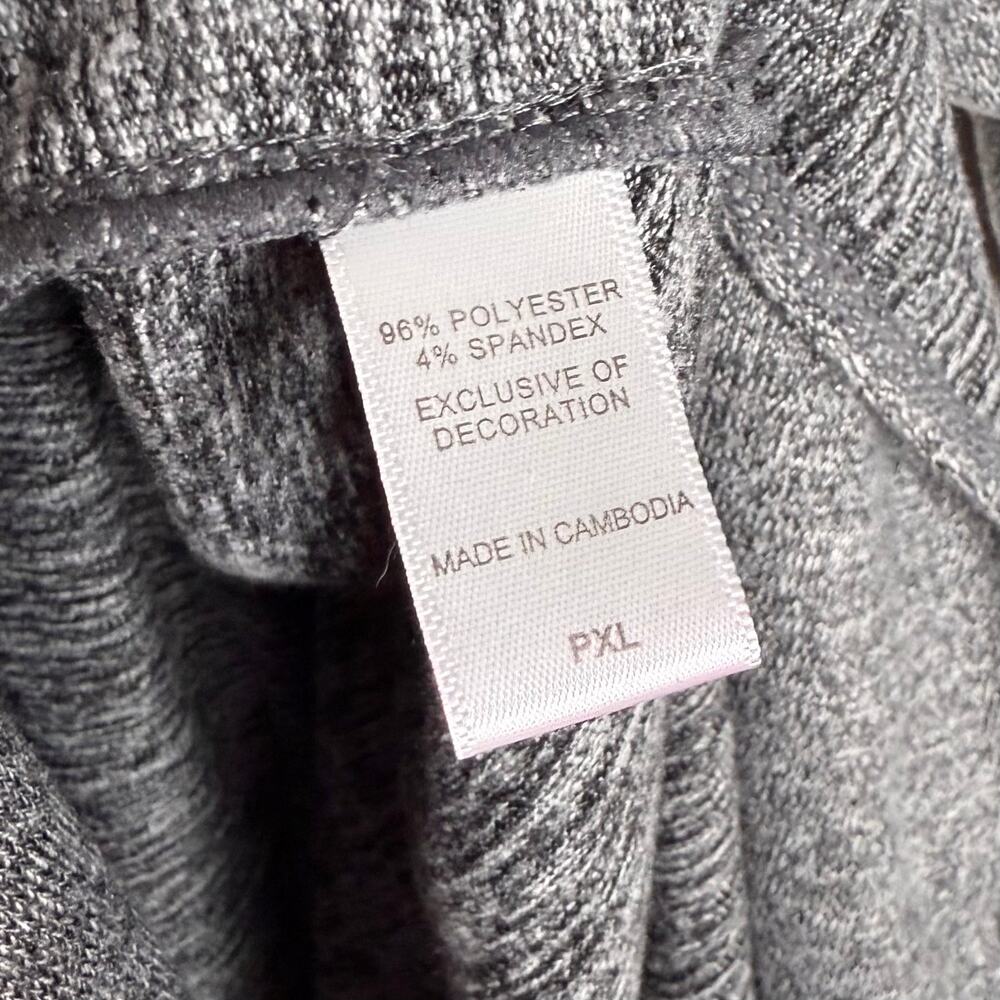 96% POLYESTER
4% SPANDEX
EXCLUSIVE OF
DECORATION
MADE IN CAMBODIA
PXL